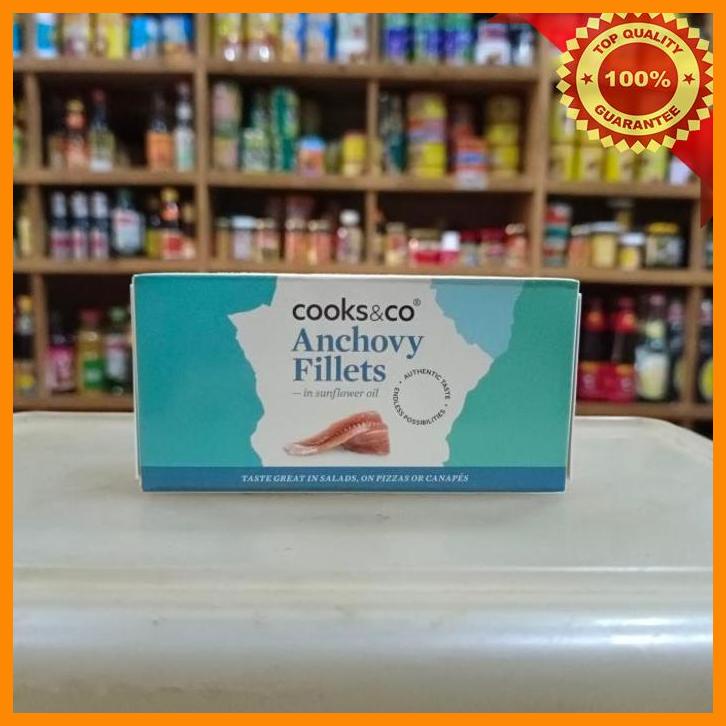 TOP QUALITY
100%
GUARANTEE
cooks&co®
Anchovy
Fillets
– in sunflower oil
• AUTHENTIC TASTE •
ENDLESS POSSIBILITIES
TASTE GREAT IN SALADS, ON PIZZAS OR CANAPÉS